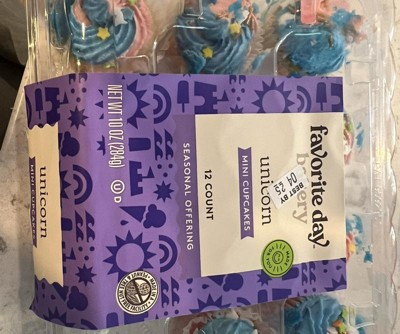 favorite day
bakery
BEST BY
04 25
unicorn
MINI CUPCAKES
12 COUNT
SEASONAL OFFERING
NET WT 10 OZ (284g)
U D
unicorn
MINI CUPCAKES